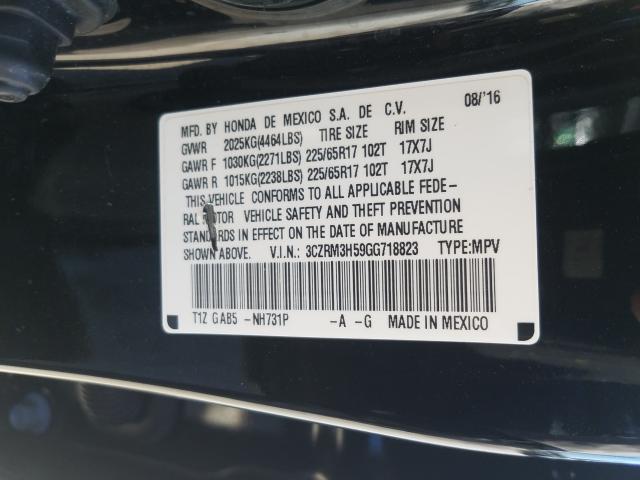 MFD. BY HONDA DE MEXICO S.A. DE C.V. 08/'16
GVWR 2025KG(4464LBS) TIRE SIZE RIM SIZE
GAWR F 1030KG(2271LBS) 225/65R17 102T 17X7J
GAWR R 1015KG(2238LBS) 225/65R17 102T 17X7J
THIS VEHICLE CONFORMS TO ALL APPLICABLE FEDE-
RAL MOTOR VEHICLE SAFETY AND THEFT PREVENTION
STANDARDS IN EFFECT ON THE DATE OF MANUFACTURE
SHOWN ABOVE. V.I.N.: 3CZRM3H59GG718823 TYPE:MPV
T1Z GAB5 -NH731P -A -G MADE IN MEXICO